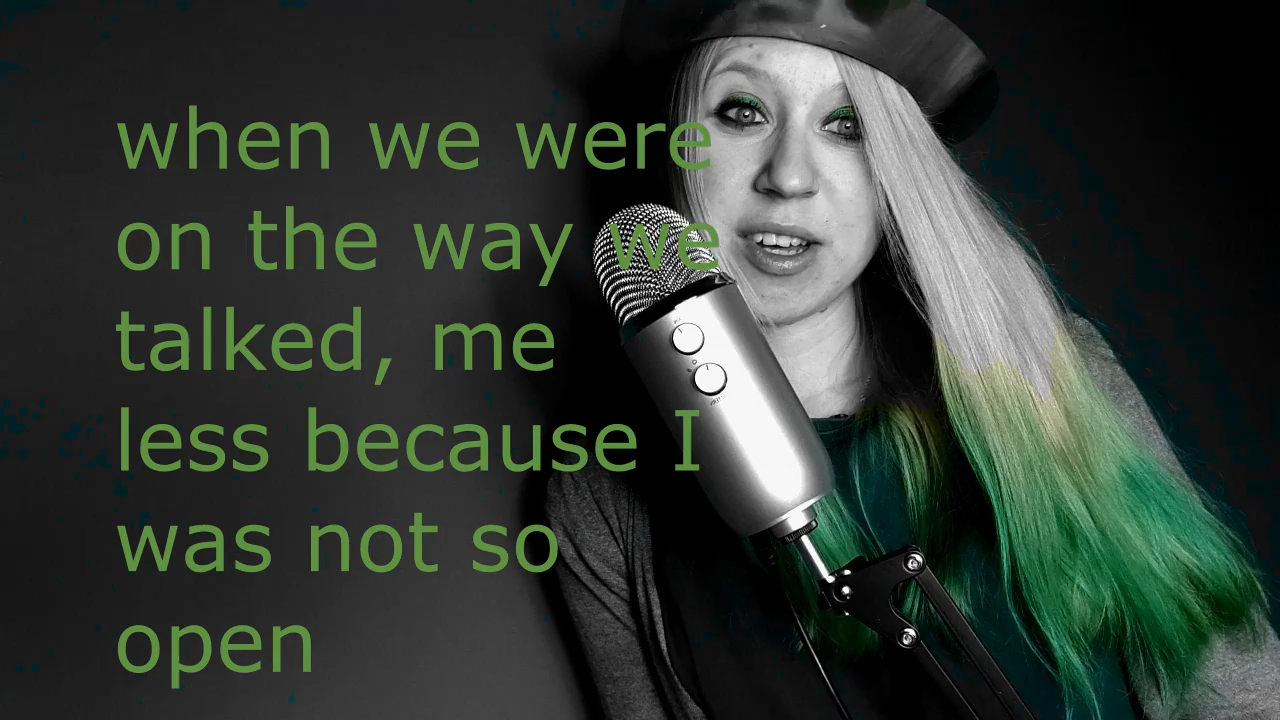 when we were
on the way we
talked, me
less because I
was not so
open